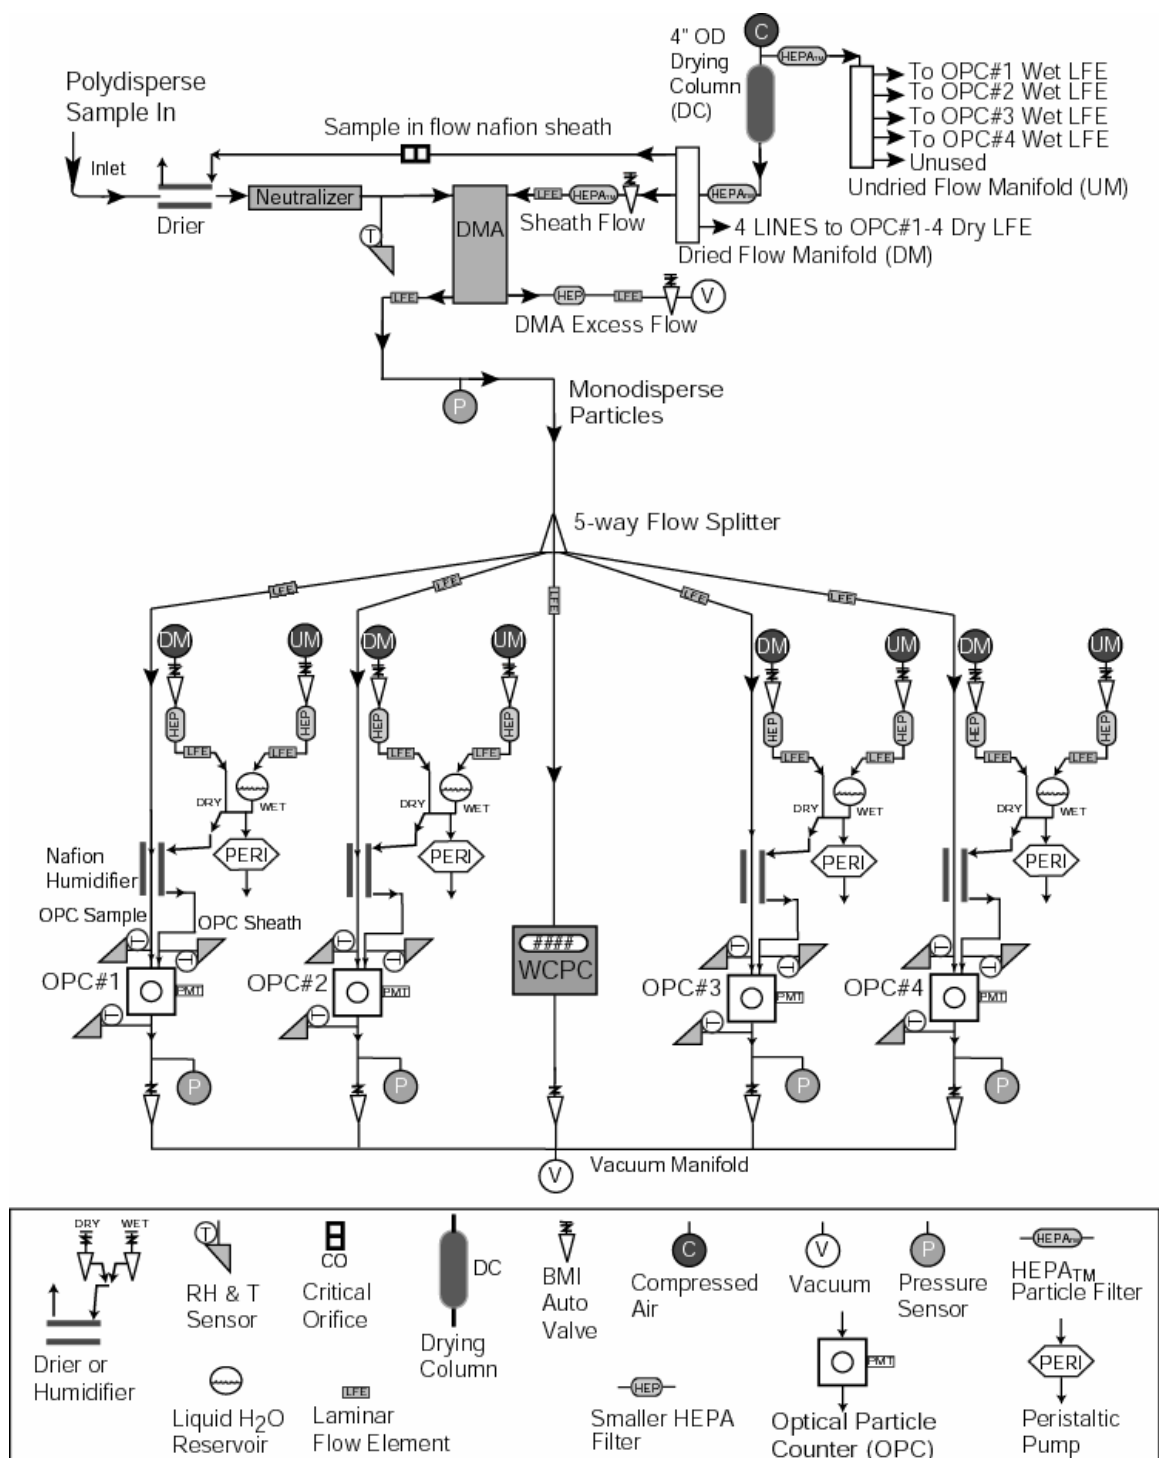 4" OD
Drying
Column
(DC)
C
HEPA™
To OPC#1 Wet LFE
To OPC#2 Wet LFE
To OPC#3 Wet LFE
To OPC#4 Wet LFE
Unused
Undried Flow Manifold (UM)
Polydisperse
Sample In
Sample in flow nafion sheath
Inlet
Drier
Neutralizer
T
DMA
LFE
HEPA™
Sheath Flow
HEPA™
4 LINES to OPC#1-4 Dry LFE
Dried Flow Manifold (DM)
LFE
HEP
LFE
V
DMA Excess Flow
P
Monodisperse
Particles
5-way Flow Splitter
LFE
LFE
LFE
LFE
LFE
DM
UM
DM
UM
DM
UM
DM
UM
HEP
HEP
HEP
HEP
HEP
HEP
HEP
HEP
LFE
LFE
LFE
LFE
LFE
LFE
LFE
LFE
DRY
WET
DRY
WET
DRY
WET
DRY
WET
PERI
PERI
PERI
PERI
Nafion
Humidifier
OPC Sample
OPC Sheath
T
T
T
T
T
T
T
T
OPC#1
PMT
OPC#2
PMT
####
WCPC
OPC#3
PMT
OPC#4
PMT
T
T
T
T
P
P
P
P
V
Vacuum Manifold
DRY
WET
Drier or
Humidifier
T
RH & T
Sensor
CO
Critical
Orifice
DC
Drying
Column
BMI
Auto
Valve
C
Compressed
Air
V
Vacuum
P
Pressure
Sensor
HEPA™
HEPATM
Particle Filter
Liquid H2O
Reservoir
LFE
Laminar
Flow Element
HEP
Smaller HEPA
Filter
PMT
Optical Particle
Counter (OPC)
PERI
Peristaltic
Pump